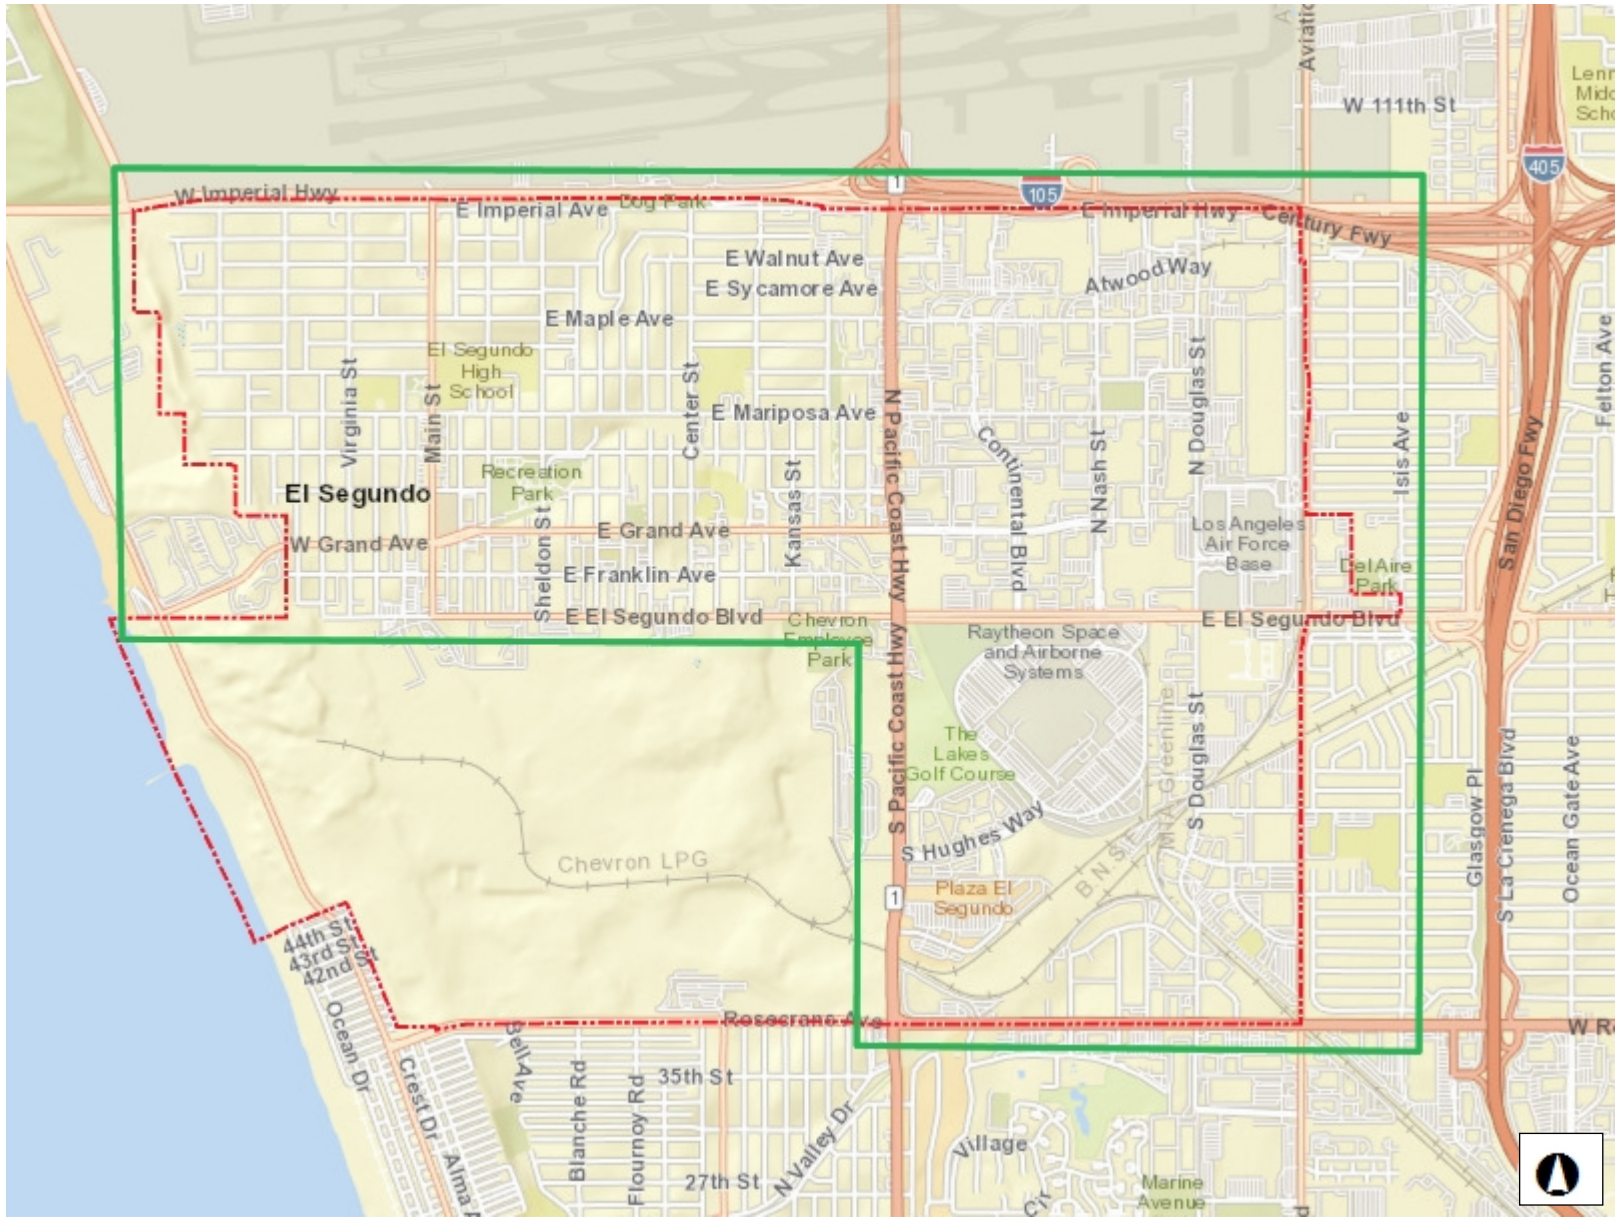 Aviatio
Lenn
Midd
Scho
W 111th St
405
1
105
W Imperial Hwy
E Imperial Ave
Dog Park
E Imperial Hwy
Century Fwy
E Walnut Ave
Atwood Way
E Sycamore Ave
E Maple Ave
El Segundo
High
School
Virginia St
Main St
Center St
E Mariposa Ave
N Pacific Coast Hwy
Continental Blvd
N Nash St
N Douglas St
Isis Ave
San Diego Fwy
Felton Ave
Recreation
Park
El Segundo
Kansas St
Sheldon St
W Grand Ave
E Grand Ave
Los Angeles
Air Force
Base
Del Aire
Park
E Franklin Ave
E El Segundo Blvd
Chevron
Employee
Park
E El Segundo Blvd
Raytheon Space
and Airborne
Systems
S Pacific Coast Hwy
The
Lakes
Golf Course
MTA Greenline
S Douglas St
S Hughes Way
Glasgow Pl
S La Cienega Blvd
Ocean Gate Ave
Chevron LPG
B N S F
Plaza El
Segundo
1
44th St
43rd St
42nd St
Rosecrans Ave
W Ro
Ocean Dr
Crest Dr
Alma A
Bell Ave
Blanche Rd
Flournoy Rd
35th St
27th St
N Valley Dr
Village
Cir
Marine
Avenue